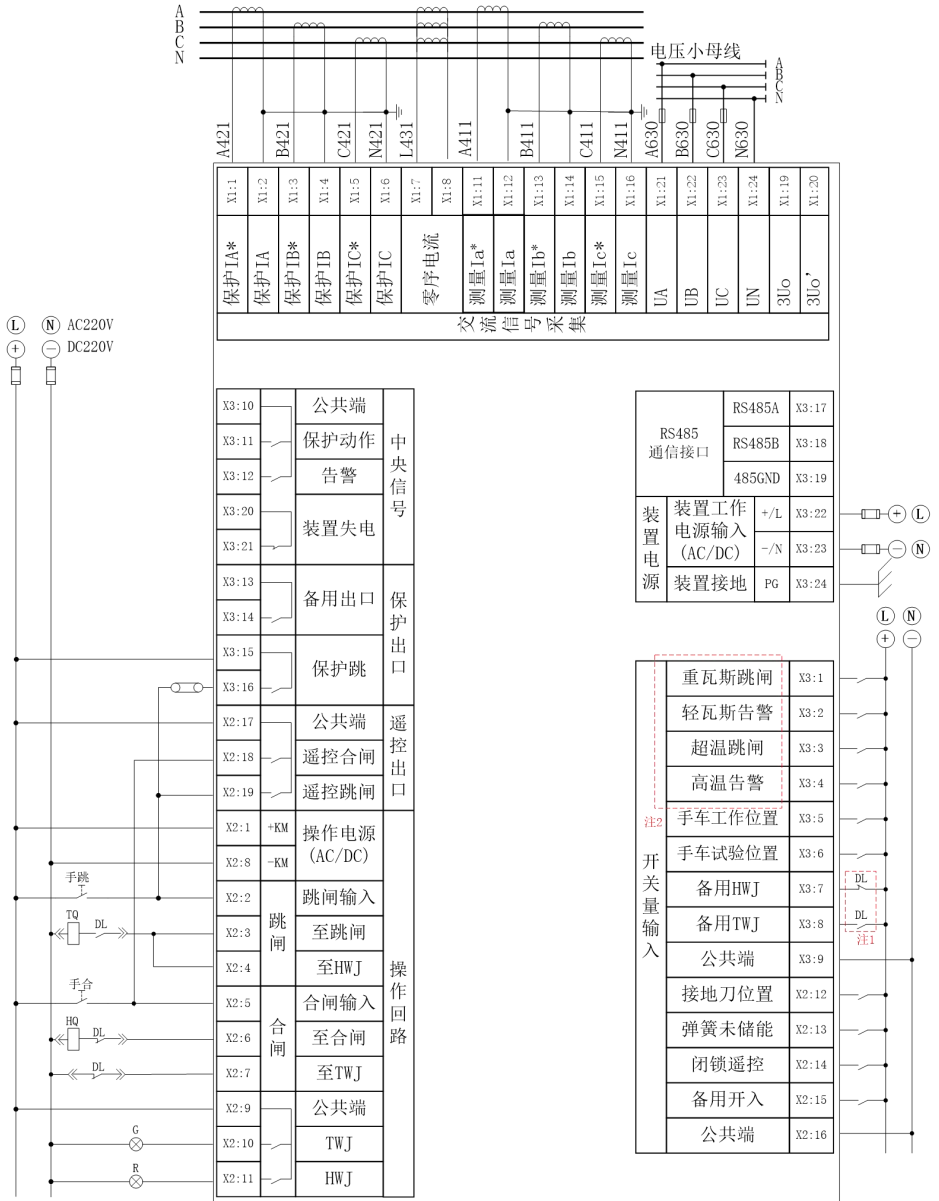 A
B
C
N
电压小母线
A
B
C
N
A421
B421
C421
N421
L431
A411
B411
C411
N411
A630
B630
C630
N630
X1:1
X1:2
X1:3
X1:4
X1:5
X1:6
X1:7
X1:8
X1:11
X1:12
X1:13
X1:14
X1:15
X1:16
X1:21
X1:22
X1:23
X1:24
X1:19
X1:20
保护IA*
保护IA
保护IB*
保护IB
保护IC*
保护IC
零序电流
测量Ia*
测量Ia
测量Ib*
测量Ib
测量Ic*
测量Ic
UA
UB
UC
UN
3Uo
3Uo'
交流信号采集
L N AC220V
+ − DC220V
X3:10 公共端
X3:11 保护动作
X3:12 告警
X3:20
装置失电
X3:21
中央信号
X3:13
备用出口
X3:14
X3:15
保护跳
X3:16
保护出口
X2:17 公共端
X2:18 遥控合闸
X2:19 遥控跳闸
遥控出口
X2:1 +KM 操作电源
X2:8 -KM (AC/DC)
手跳
X2:2 跳闸输入
TQ DL X2:3 至跳闸
X2:4 至HWJ
跳闸
手合
X2:5 合闸输入
HQ DL X2:6 至合闸
DL X2:7 至TWJ
合闸
X2:9 公共端
G X2:10 TWJ
R X2:11 HWJ
操作回路
RS485
通信接口
RS485A X3:17
RS485B X3:18
485GND X3:19
装置电源
装置工作
电源输入
(AC/DC)
+/L X3:22 + L
-/N X3:23 − N
装置接地 PG X3:24
L N
+ −
重瓦斯跳闸 X3:1
轻瓦斯告警 X3:2
超温跳闸 X3:3
高温告警 X3:4
注2
手车工作位置 X3:5
手车试验位置 X3:6
备用HWJ X3:7 DL
备用TWJ X3:8 DL
注1
公共端 X3:9
接地刀位置 X2:12
弹簧未储能 X2:13
闭锁遥控 X2:14
备用开入 X2:15
公共端 X2:16
开关量输入